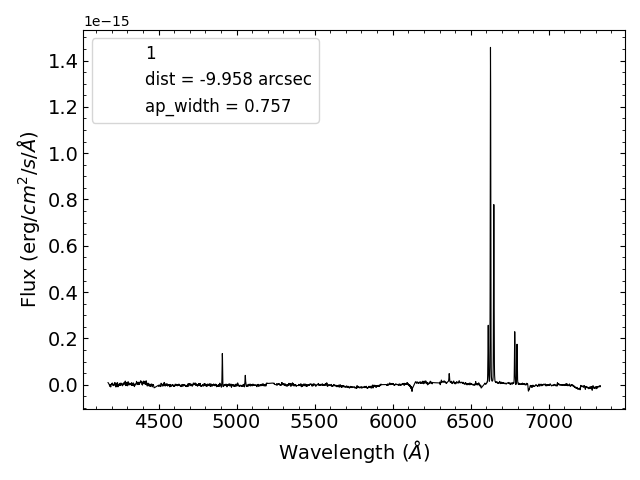 1e−15
1
dist = -9.958 arcsec
ap_width = 0.757
1.4
1.2
1.0
0.8
0.6
0.4
0.2
0.0
Flux (erg/cm²/s/Å)
4500 5000 5500 6000 6500 7000
Wavelength (Å)